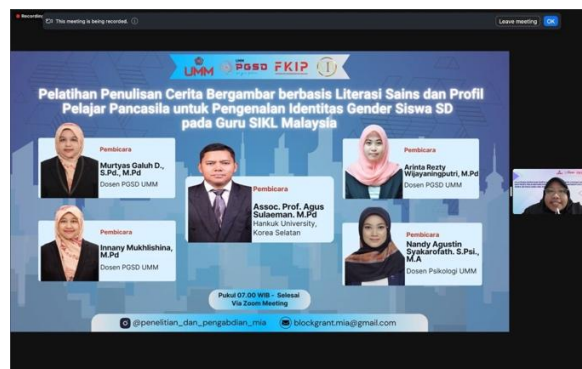 Recording
This meeting is being recorded.
Leave meeting
OK
UMM
PGSD
FKIP
Pelatihan Penulisan Cerita Bergambar berbasis Literasi Sains dan Profil
Pelajar Pancasila untuk Pengenalan Identitas Gender Siswa SD
pada Guru SIKL Malaysia
Pembicara
Murtyas Galuh D.,
S.Pd., M.Pd
Dosen PGSD UMM
Pembicara
Innany Mukhlishina,
M.Pd
Dosen PGSD UMM
Pembicara
Assoc. Prof. Agus
Sulaeman. M.Pd
Hankuk University,
Korea Selatan
Pembicara
Arinta Rezty
Wijayaningputri, M.Pd
Dosen PGSD UMM
Pembicara
Nandy Agustin
Syakarofath. S.Psi.,
M.A
Dosen Psikologi UMM
Pukul 07.00 WIB - Selesai
Via Zoom Meeting
@penelitian_dan_pengabdian_mia
blockgrant.mia@gmail.com